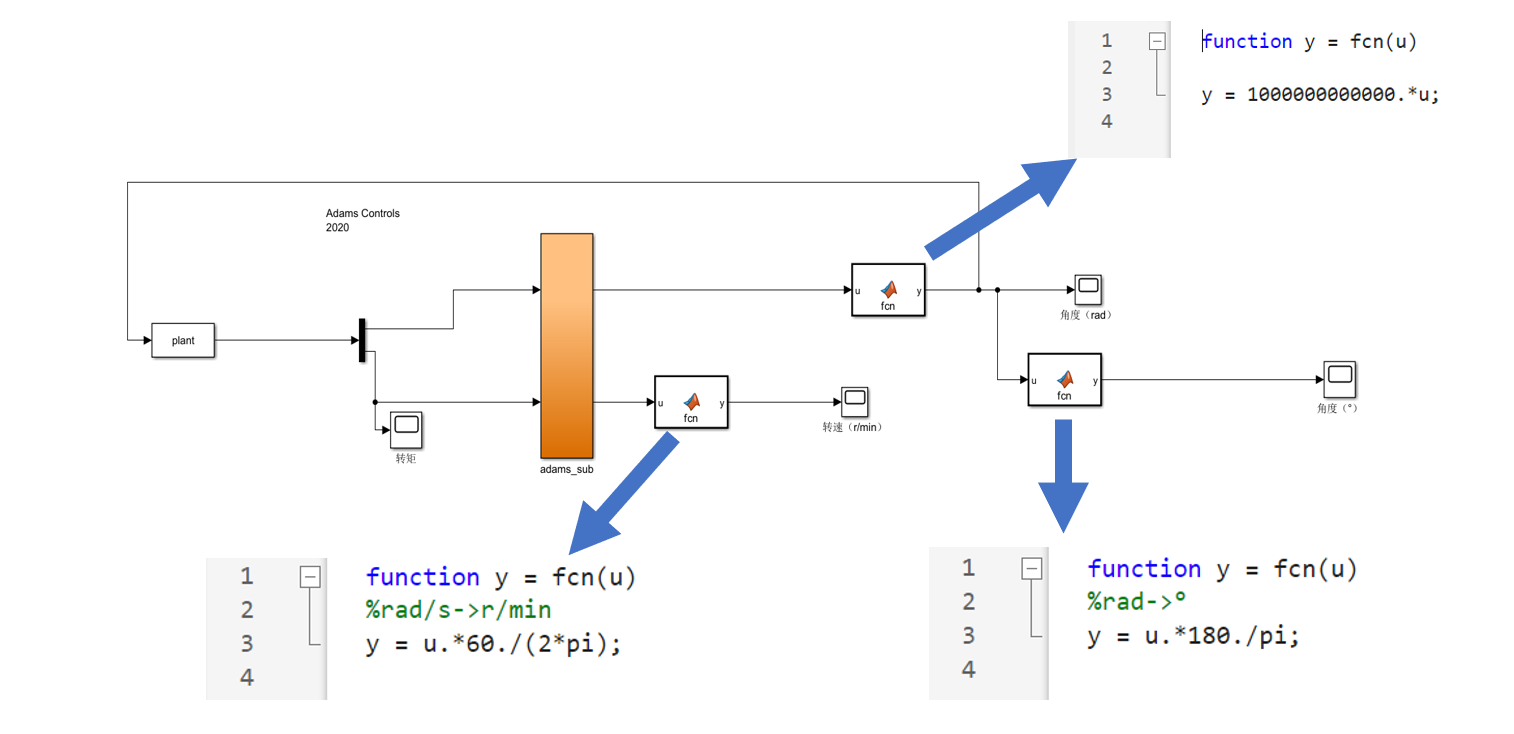 1 function y = fcn(u)
2
3 y = 1000000000000.*u;
4
Adams Controls
2020
plant
u y
fcn
角度（rad）
u y
fcn
角度（°）
u y
fcn
转速（r/min）
转矩
adams_sub
1 function y = fcn(u)
2 %rad/s->r/min
3 y = u.*60./(2*pi);
4
1 function y = fcn(u)
2 %rad->°
3 y = u.*180./pi;
4